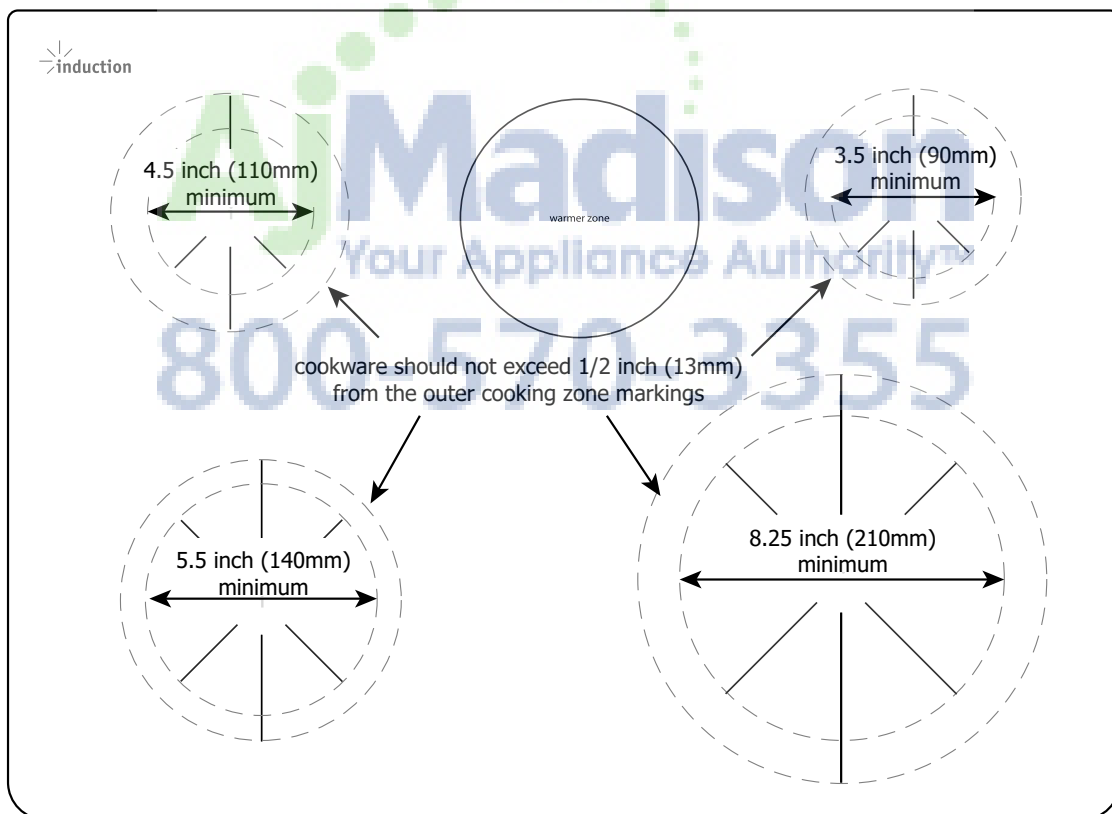 induction
AjMadison
Your Appliance Authority™
800-570-3355
4.5 inch (110mm)
minimum
warmer zone
3.5 inch (90mm)
minimum
cookware should not exceed 1/2 inch (13mm)
from the outer cooking zone markings
5.5 inch (140mm)
minimum
8.25 inch (210mm)
minimum